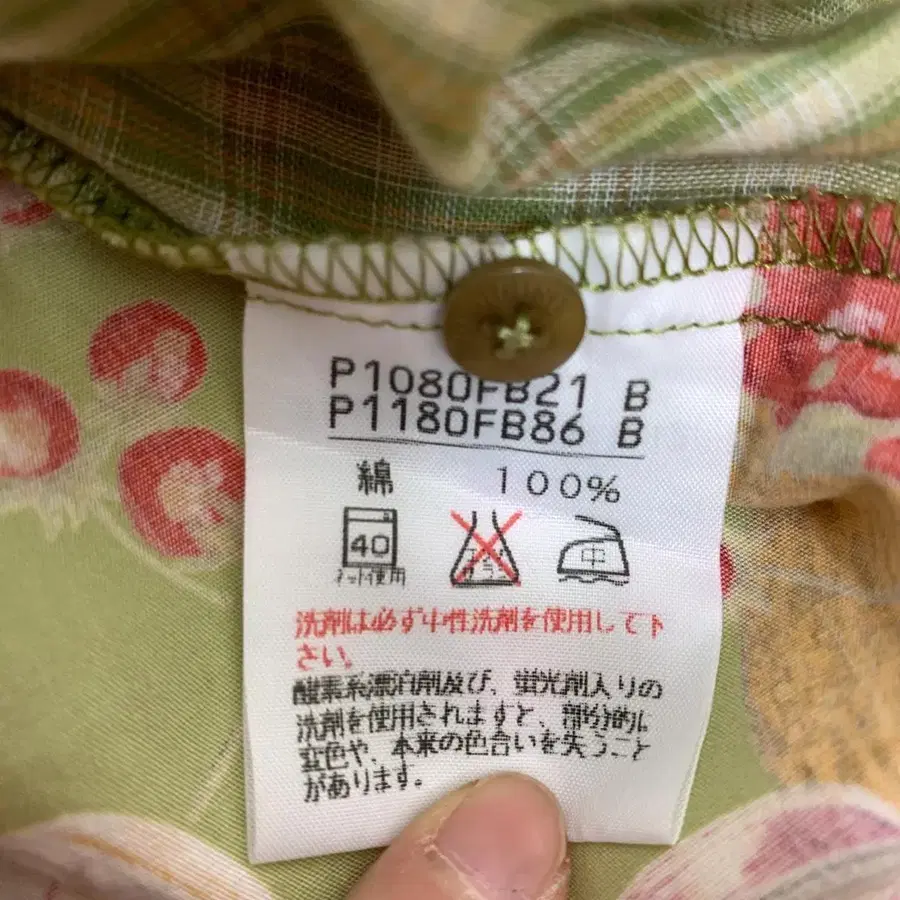 P1080FB21 B
P1180FB86 B
綿 100%
40 中
ネット使用
洗剤は必ず中性洗剤を使用して下
さい。
酸素系漂白剤及び、蛍光剤入りの
洗剤を使用されますと、部分的に
変色や、本来の色合いを失うこと
があります。